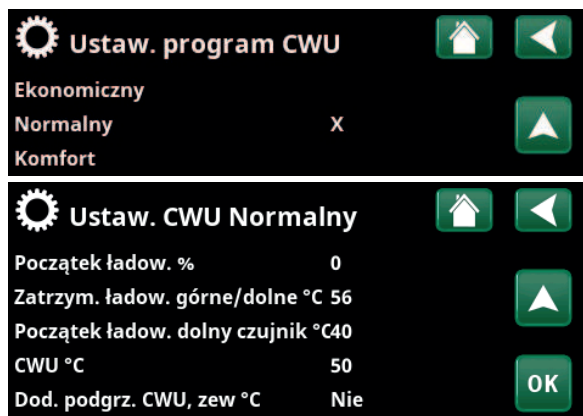 Ustaw. program CWU
Ekonomiczny
Normalny X
Komfort
Ustaw. CWU Normalny
Początek ładow. % 0
Zatrzym. ładow. górne/dolne °C 56
Początek ładow. dolny czujnik °C 40
CWU °C 50
Dod. podgrz. CWU, zew °C Nie
OK